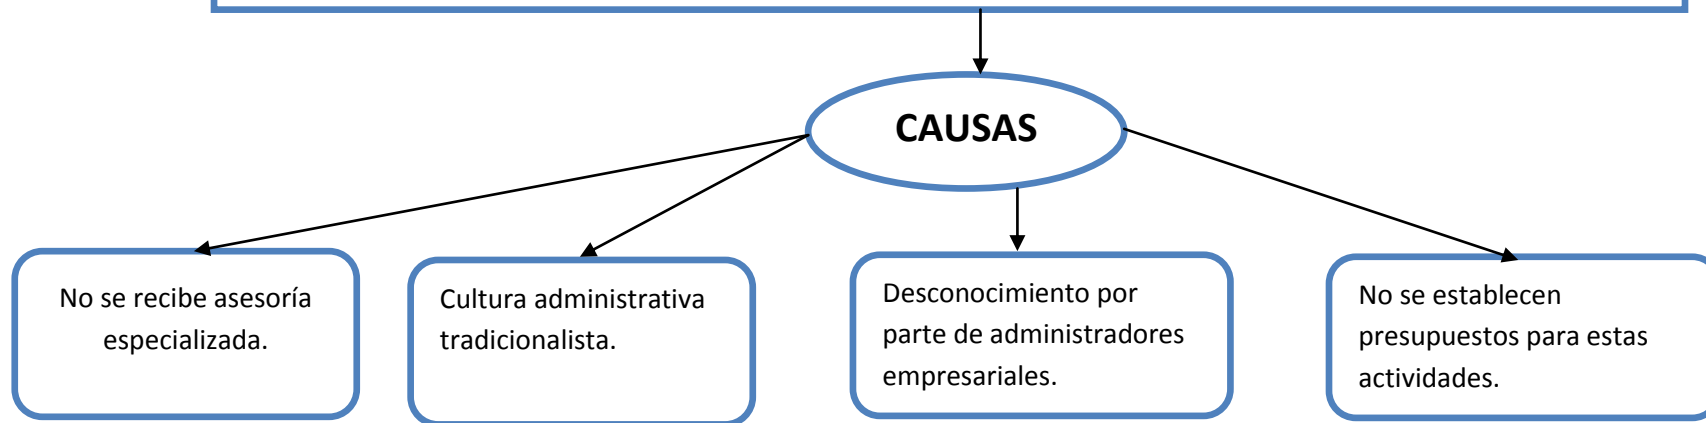 CAUSAS
No se recibe asesoría
especializada.
Cultura administrativa
tradicionalista.
Desconocimiento por
parte de administradores
empresariales.
No se establecen
presupuestos para estas
actividades.